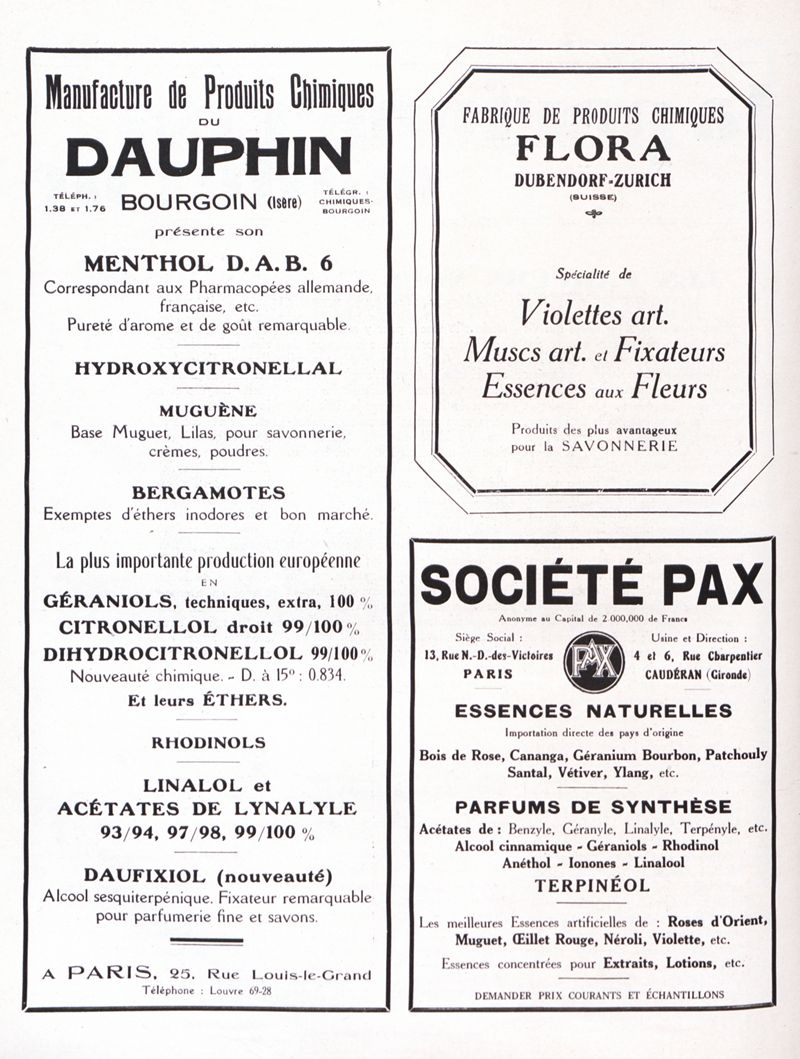 Manufacture de Produits Chimiques
DU
DAUPHIN
TÉLÉPH. :
1.38 ET 1.76
BOURGOIN (Isère)
TÉLÉGR. :
CHIMIQUES-
BOURGOIN
présente son
MENTHOL D. A. B. 6
Correspondant aux Pharmacopées allemande,
française, etc.
Pureté d'arome et de goût remarquable.
HYDROXYCITRONELLAL
MUGUÈNE
Base Muguet, Lilas, pour savonnerie,
crèmes, poudres.
BERGAMOTES
Exemptes d'éthers inodores et bon marché.
La plus importante production européenne
EN
GÉRANIOLS, techniques, extra, 100 %
CITRONELLOL droit 99/100 %
DIHYDROCITRONELLOL 99/100 %
Nouveauté chimique. - D. à 15° : 0.834.
Et leurs ÉTHERS.
RHODINOLS
LINALOL et
ACÉTATES DE LYNALYLE
93/94, 97/98, 99/100 %
DAUFIXIOL (nouveauté)
Alcool sesquiterpénique. Fixateur remarquable
pour parfumerie fine et savons.
A PARIS, 25, Rue Louis-le-Grand
Téléphone : Louvre 69-28
FABRIQUE DE PRODUITS CHIMIQUES
FLORA
DUBENDORF-ZURICH
(SUISSE)
Spécialité de
Violettes art.
Muscs art. et Fixateurs
Essences aux Fleurs
Produits des plus avantageux
pour la SAVONNERIE
SOCIÉTÉ PAX
Anonyme au Capital de 2.000.000 de Francs
Siège Social :
13, Rue N.-D.-des-Victoires
PARIS
PAX
Usine et Direction :
4 et 6, Rue Charpentier
CAUDÉRAN (Gironde)
ESSENCES NATURELLES
Importation directe des pays d'origine
Bois de Rose, Cananga, Géranium Bourbon, Patchouly
Santal, Vétiver, Ylang, etc.
PARFUMS DE SYNTHÈSE
Acétates de : Benzyle, Géranyle, Linalyle, Terpényle, etc.
Alcool cinnamique - Géraniols - Rhodinol
Anéthol - Ionones - Linalool
TERPINÉOL
Les meilleures Essences artificielles de : Roses d'Orient,
Muguet, Œillet Rouge, Néroli, Violette, etc.
Essences concentrées pour Extraits, Lotions, etc.
DEMANDER PRIX COURANTS ET ÉCHANTILLONS